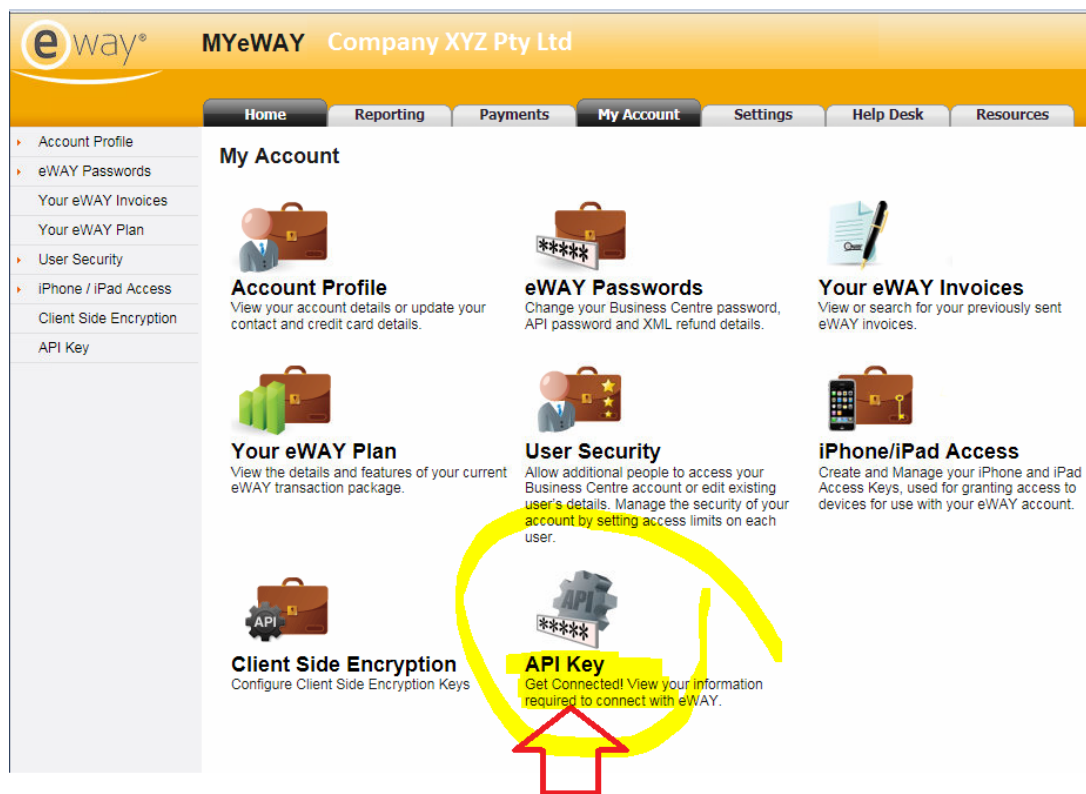 eway®
MYeWAY Company XYZ Pty Ltd
Home Reporting Payments My Account Settings Help Desk Resources
Account Profile
eWAY Passwords
Your eWAY Invoices
Your eWAY Plan
User Security
iPhone / iPad Access
Client Side Encryption
API Key
My Account
Account Profile
View your account details or update your
contact and credit card details.
*****
eWAY Passwords
Change your Business Centre password,
API password and XML refund details.
Your eWAY Invoices
View or search for your previously sent
eWAY invoices.
Your eWAY Plan
View the details and features of your current
eWAY transaction package.
User Security
Allow additional people to access your
Business Centre account or edit existing
user's details. Manage the security of your
account by setting access limits on each
user.
iPhone/iPad Access
Create and Manage your iPhone and iPad
Access Keys, used for granting access to
devices for use with your eWAY account.
API
Client Side Encryption
Configure Client Side Encryption Keys
API
*****
API Key
Get Connected! View your information
required to connect with eWAY.